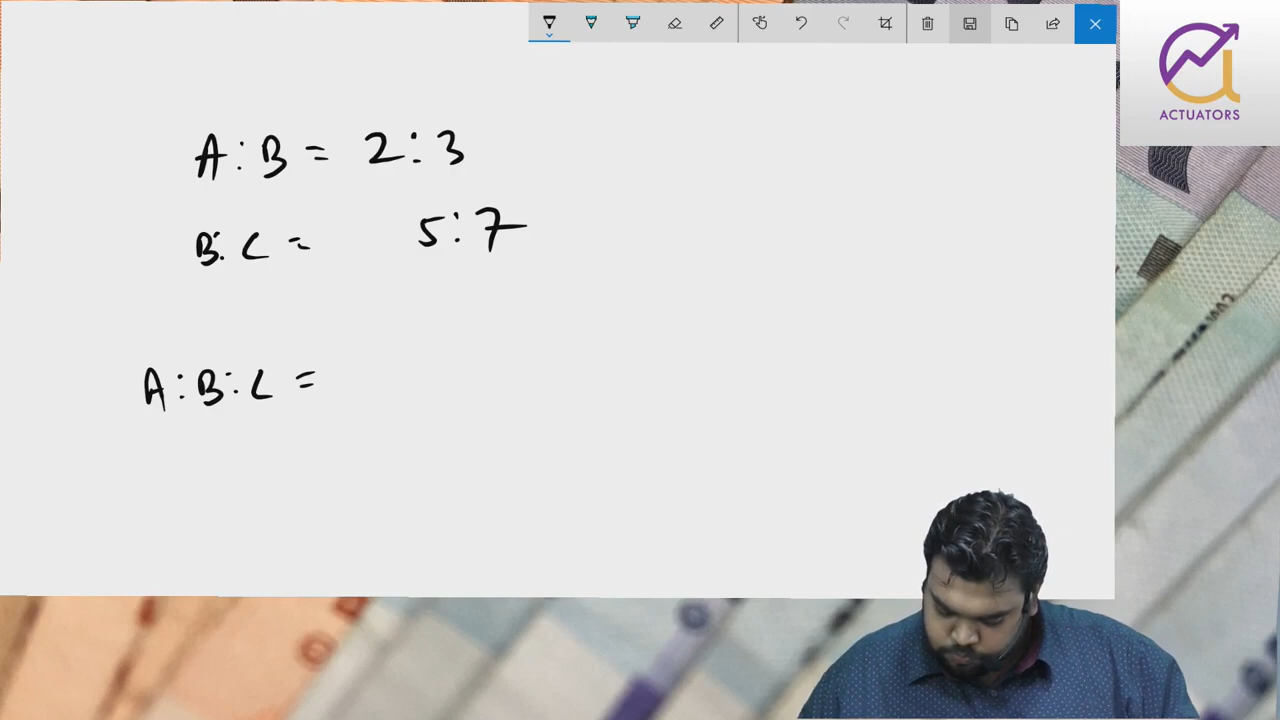 ACTUATORS
A : B = 2 : 3
B : C = 5 : 7
A : B : C =